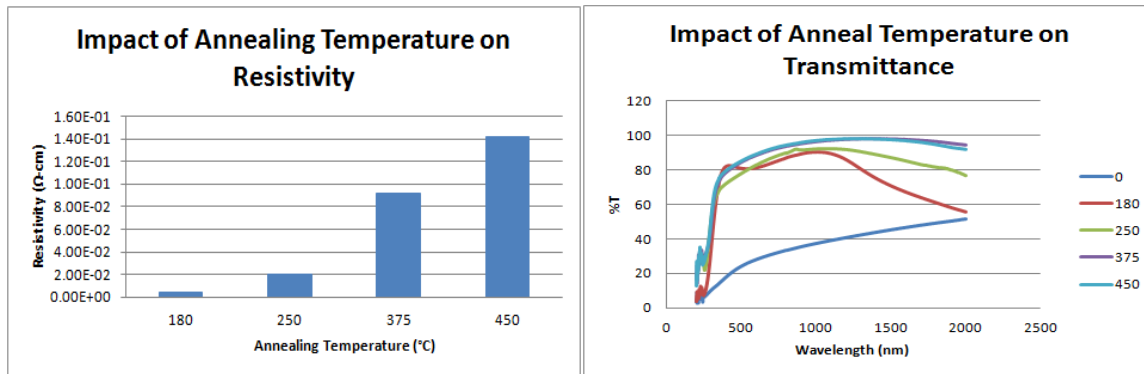 Impact of Annealing Temperature on
Resistivity
Resistivity (Ω-cm)
1.60E-01
1.40E-01
1.20E-01
1.00E-01
8.00E-02
6.00E-02
4.00E-02
2.00E-02
0.00E+00
180 250 375 450
Annealing Temperature (°C)
Impact of Anneal Temperature on
Transmittance
%T
120
100
80
60
40
20
0
0 500 1000 1500 2000 2500
Wavelength (nm)
0
180
250
375
450